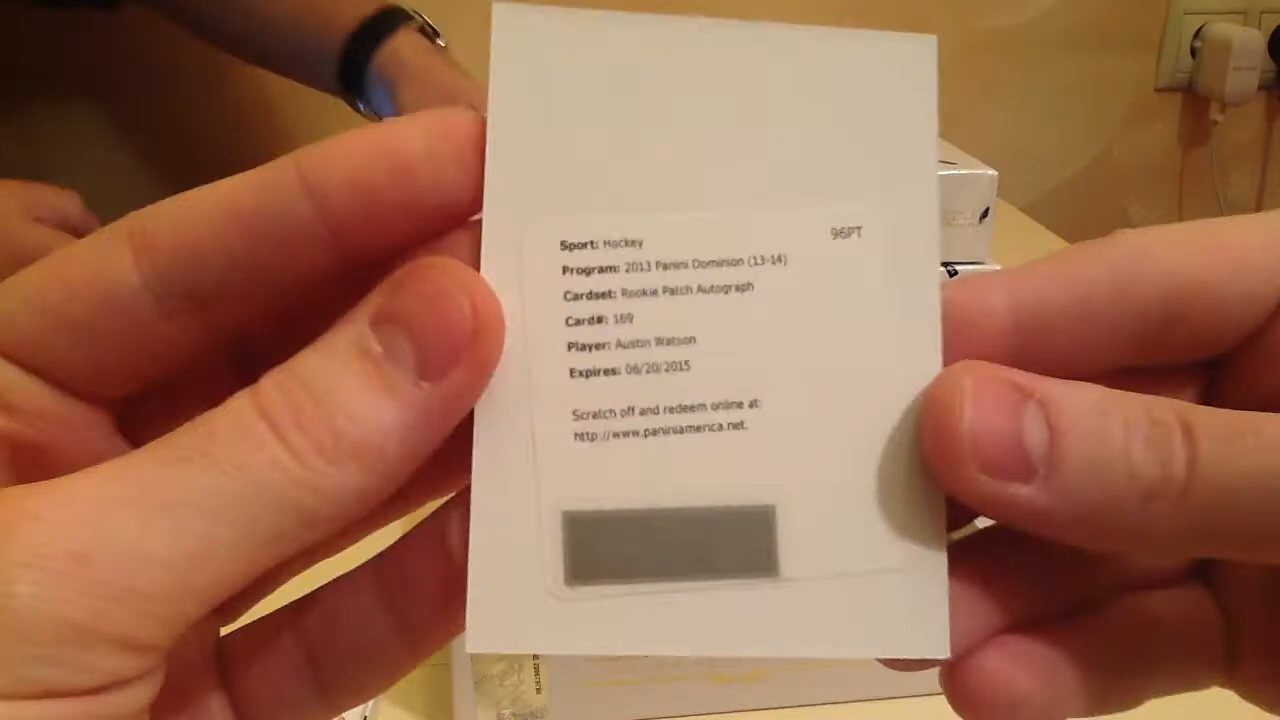 Sport: Hockey
96PT
Program: 2013 Panini Dominion (13-14)
Cardset: Rookie Patch Autograph
Card#: 169
Player: Austin Watson
Expires: 06/20/2015
Scratch off and redeem online at:
http://www.paniniamerica.net.